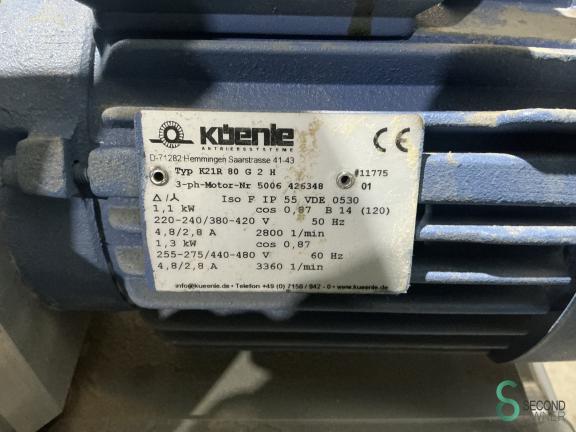 Küenle
ANTRIEBSSYSTEME
D-71282 Hemmingen Saarstrasse 41-43
CE
Typ K21R 80 G 2 H #11775
3-ph-Motor-Nr 5006 426348 01
△/⅄ Iso F IP 55 VDE 0530
1,1 kW cos 0,87 B 14 (120)
220-240/380-420 V 50 Hz
4,8/2,8 A 2800 1/min
1,3 kW cos 0,87
255-275/440-480 V 60 Hz
4,8/2,8 A 3360 1/min
info@kueenle.de • Telefon +49 (0) 7150 / 942 - 0 • www.kueenle.de
SECOND
OWNER